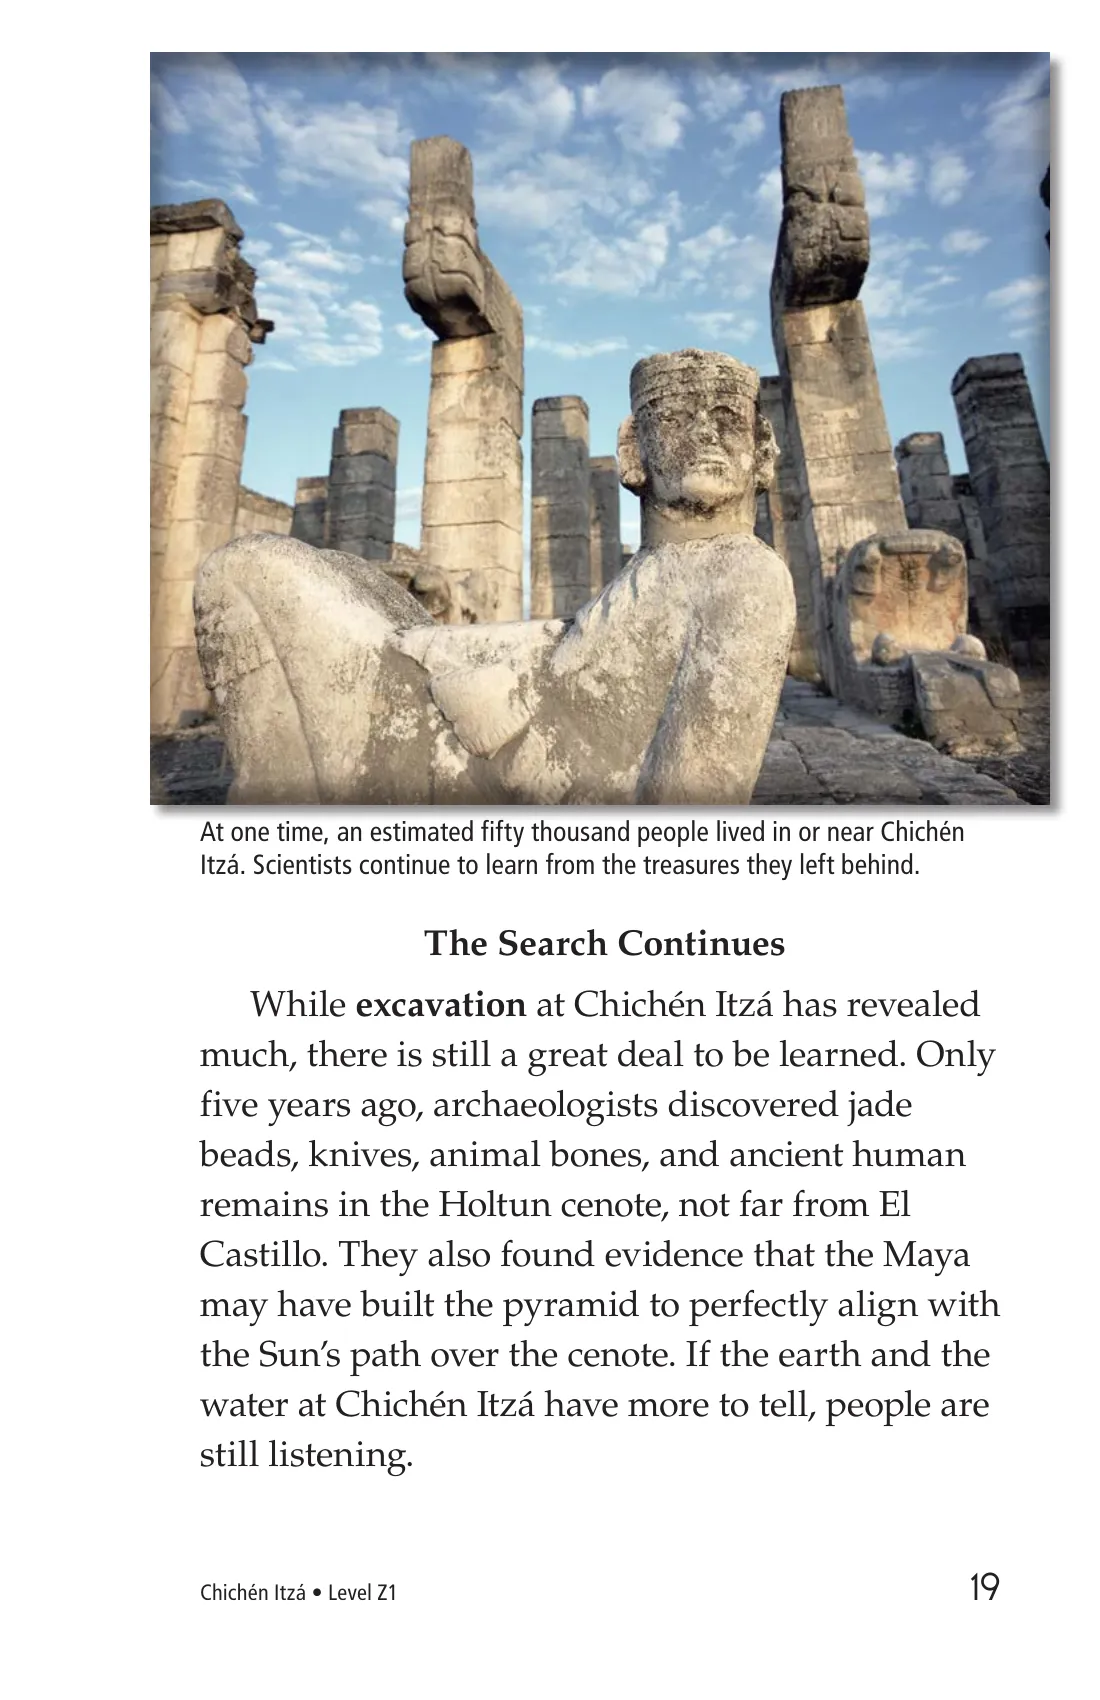 At one time, an estimated fifty thousand people lived in or near Chichén
Itzá. Scientists continue to learn from the treasures they left behind.
The Search Continues
While excavation at Chichén Itzá has revealed
much, there is still a great deal to be learned. Only
five years ago, archaeologists discovered jade
beads, knives, animal bones, and ancient human
remains in the Holtun cenote, not far from El
Castillo. They also found evidence that the Maya
may have built the pyramid to perfectly align with
the Sun’s path over the cenote. If the earth and the
water at Chichén Itzá have more to tell, people are
still listening.
Chichén Itzá • Level Z1
19